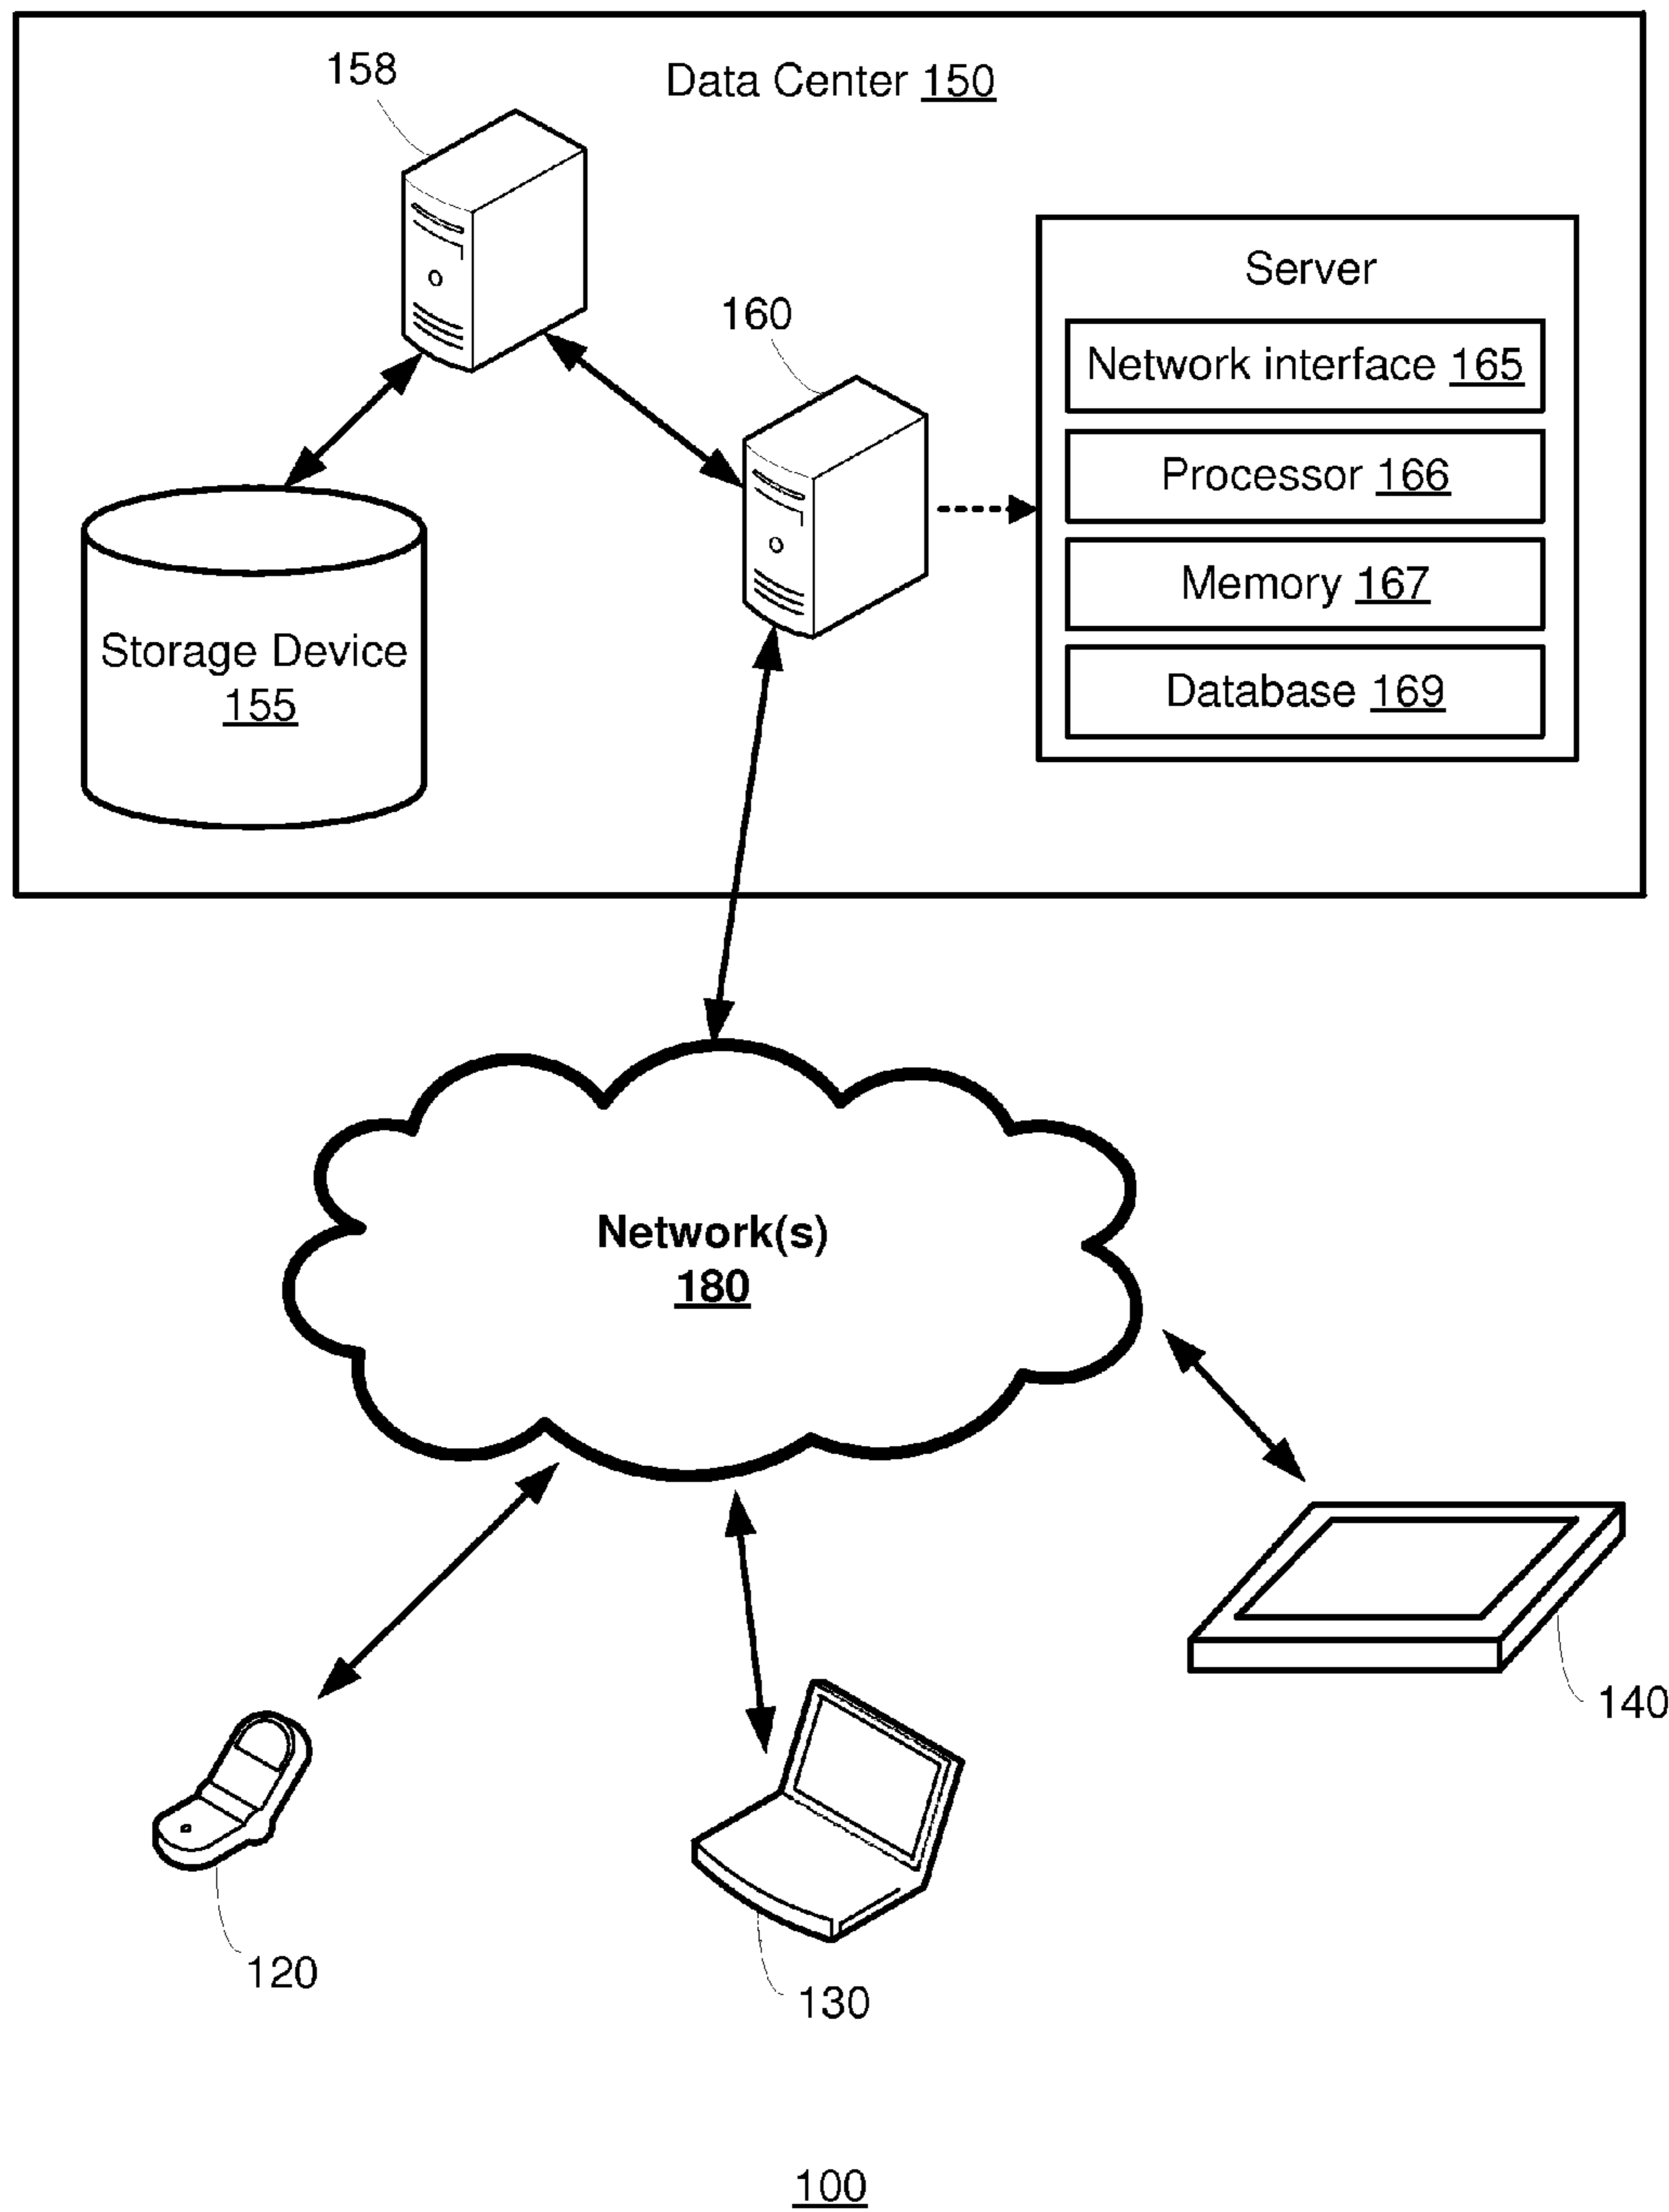 158
Data Center 150
Server
160
Network interface 165
Processor 166
Memory 167
Storage Device
155
Database 169
Network(s)
180
140
120
130
100